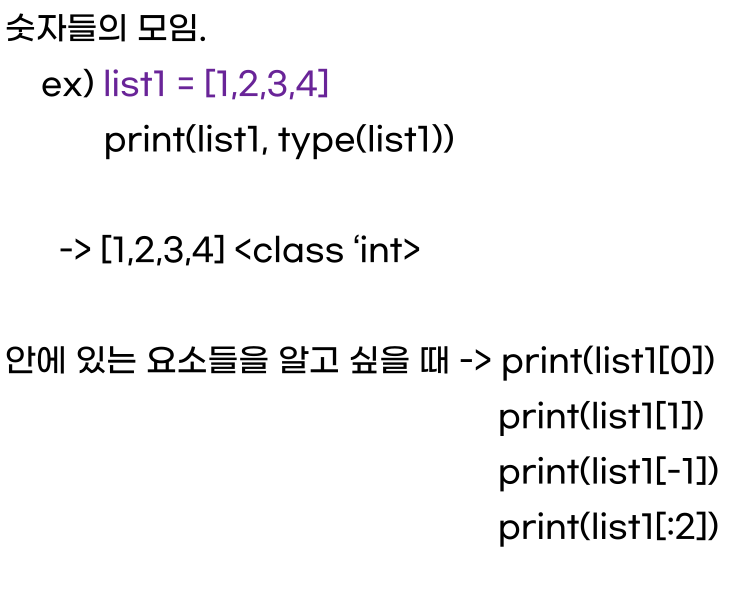 숫자들의 모임.
ex) list1 = [1,2,3,4]
print(list1, type(list1))
-> [1,2,3,4] <class ‘int>
안에 있는 요소들을 알고 싶을 때 -> print(list1[0])
print(list1[1])
print(list1[-1])
print(list1[:2])